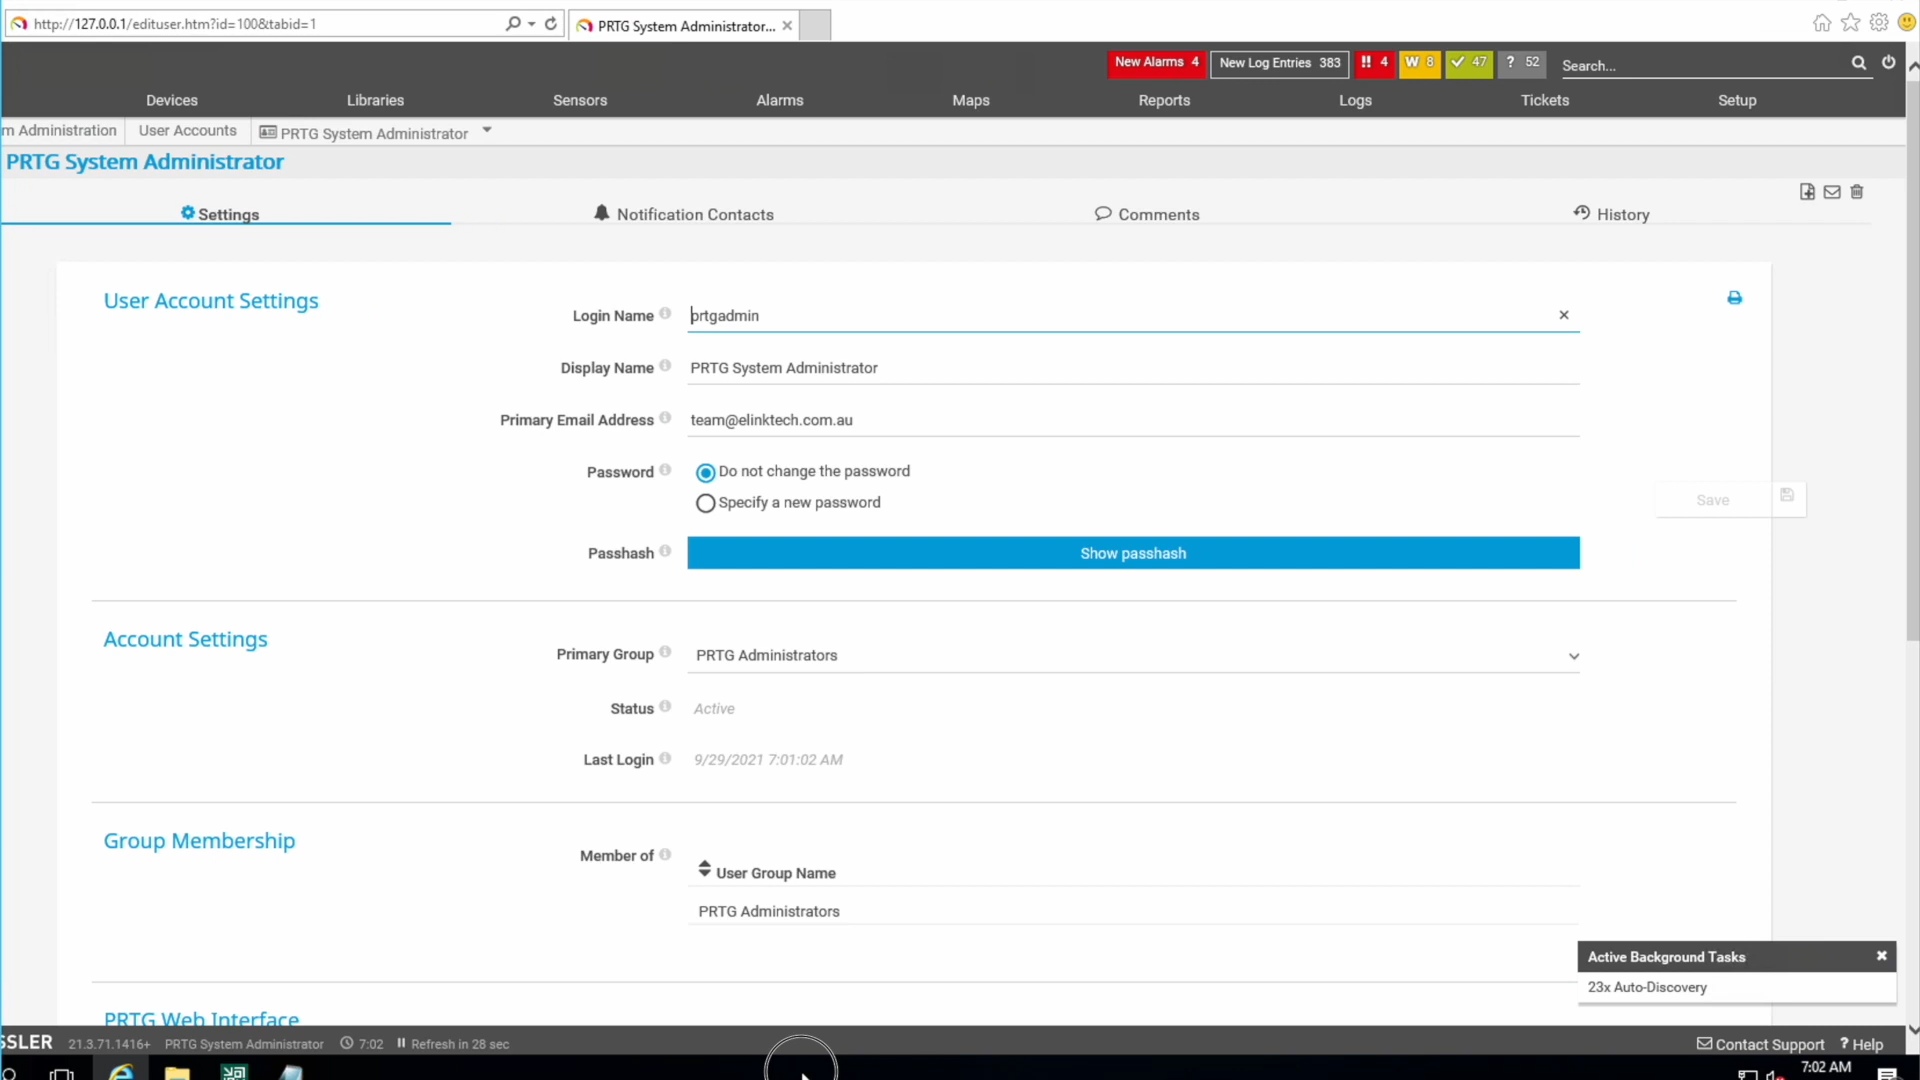 http://127.0.0.1/edituser.htm?id=100&tabid=1
PRTG System Administrator...
New Alarms 4
New Log Entries 383
!! 4
W 8
47
? 52
Search...
Devices
Libraries
Sensors
Alarms
Maps
Reports
Logs
Tickets
Setup
m Administration
User Accounts
PRTG System Administrator
PRTG System Administrator
Settings
Notification Contacts
Comments
History
User Account Settings
Login Name
prtgadmin
Display Name
PRTG System Administrator
Primary Email Address
team@elinktech.com.au
Password
Do not change the password
Specify a new password
Save
Passhash
Show passhash
Account Settings
Primary Group
PRTG Administrators
Status
Active
Last Login
9/29/2021 7:01:02 AM
Group Membership
Member of
User Group Name
PRTG Administrators
Active Background Tasks
23x Auto-Discovery
PRTG Web Interface
SSLER
21.3.71.1416+
PRTG System Administrator
7:02
Refresh in 28 sec
Contact Support
? Help
7:02 AM